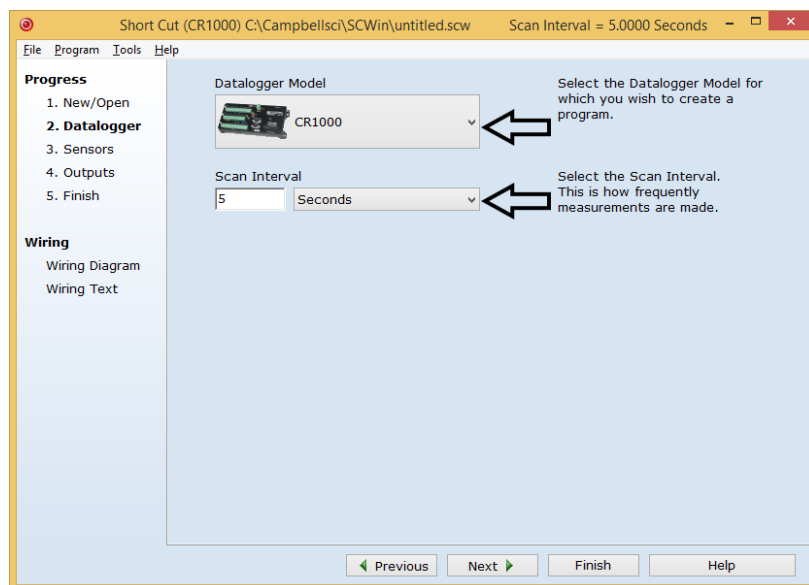 Short Cut (CR1000) C:\Campbellsci\SCWin\untitled.scw Scan Interval = 5.0000 Seconds
File Program Tools Help
Progress
1. New/Open
2. Datalogger
3. Sensors
4. Outputs
5. Finish
Wiring
Wiring Diagram
Wiring Text
Datalogger Model
CR1000
Select the Datalogger Model for
which you wish to create a
program.
Scan Interval
5 Seconds
Select the Scan Interval.
This is how frequently
measurements are made.
Previous Next Finish Help